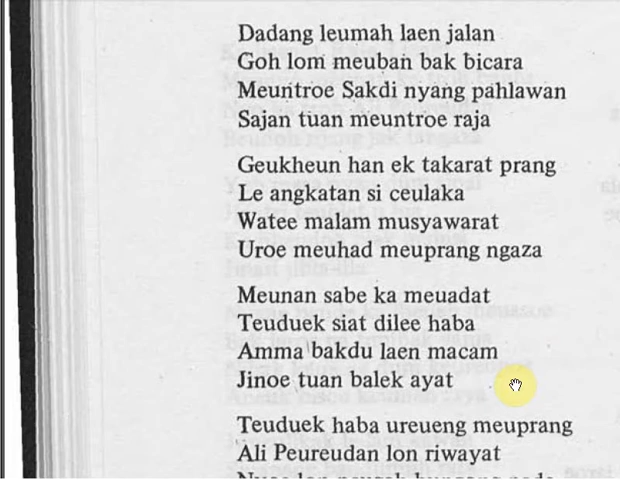 Dadang leumah laen jalan
Goh lom meuban bak bicara
Meuntroe Sakdi nyang pahlawan
Sajan tuan meuntroe raja
Geukheun han ek takarat prang
Le angkatan si ceulaka
Watee malam musyawarat
Uroe meuhad meuprang ngaza
Meunan sabe ka meuadat
Teuduek siat dilee haba
Amma bakdu laen macam
Jinoe tuan balek ayat
Teuduek haba ureueng meuprang
Ali Peureudan lon riwayat